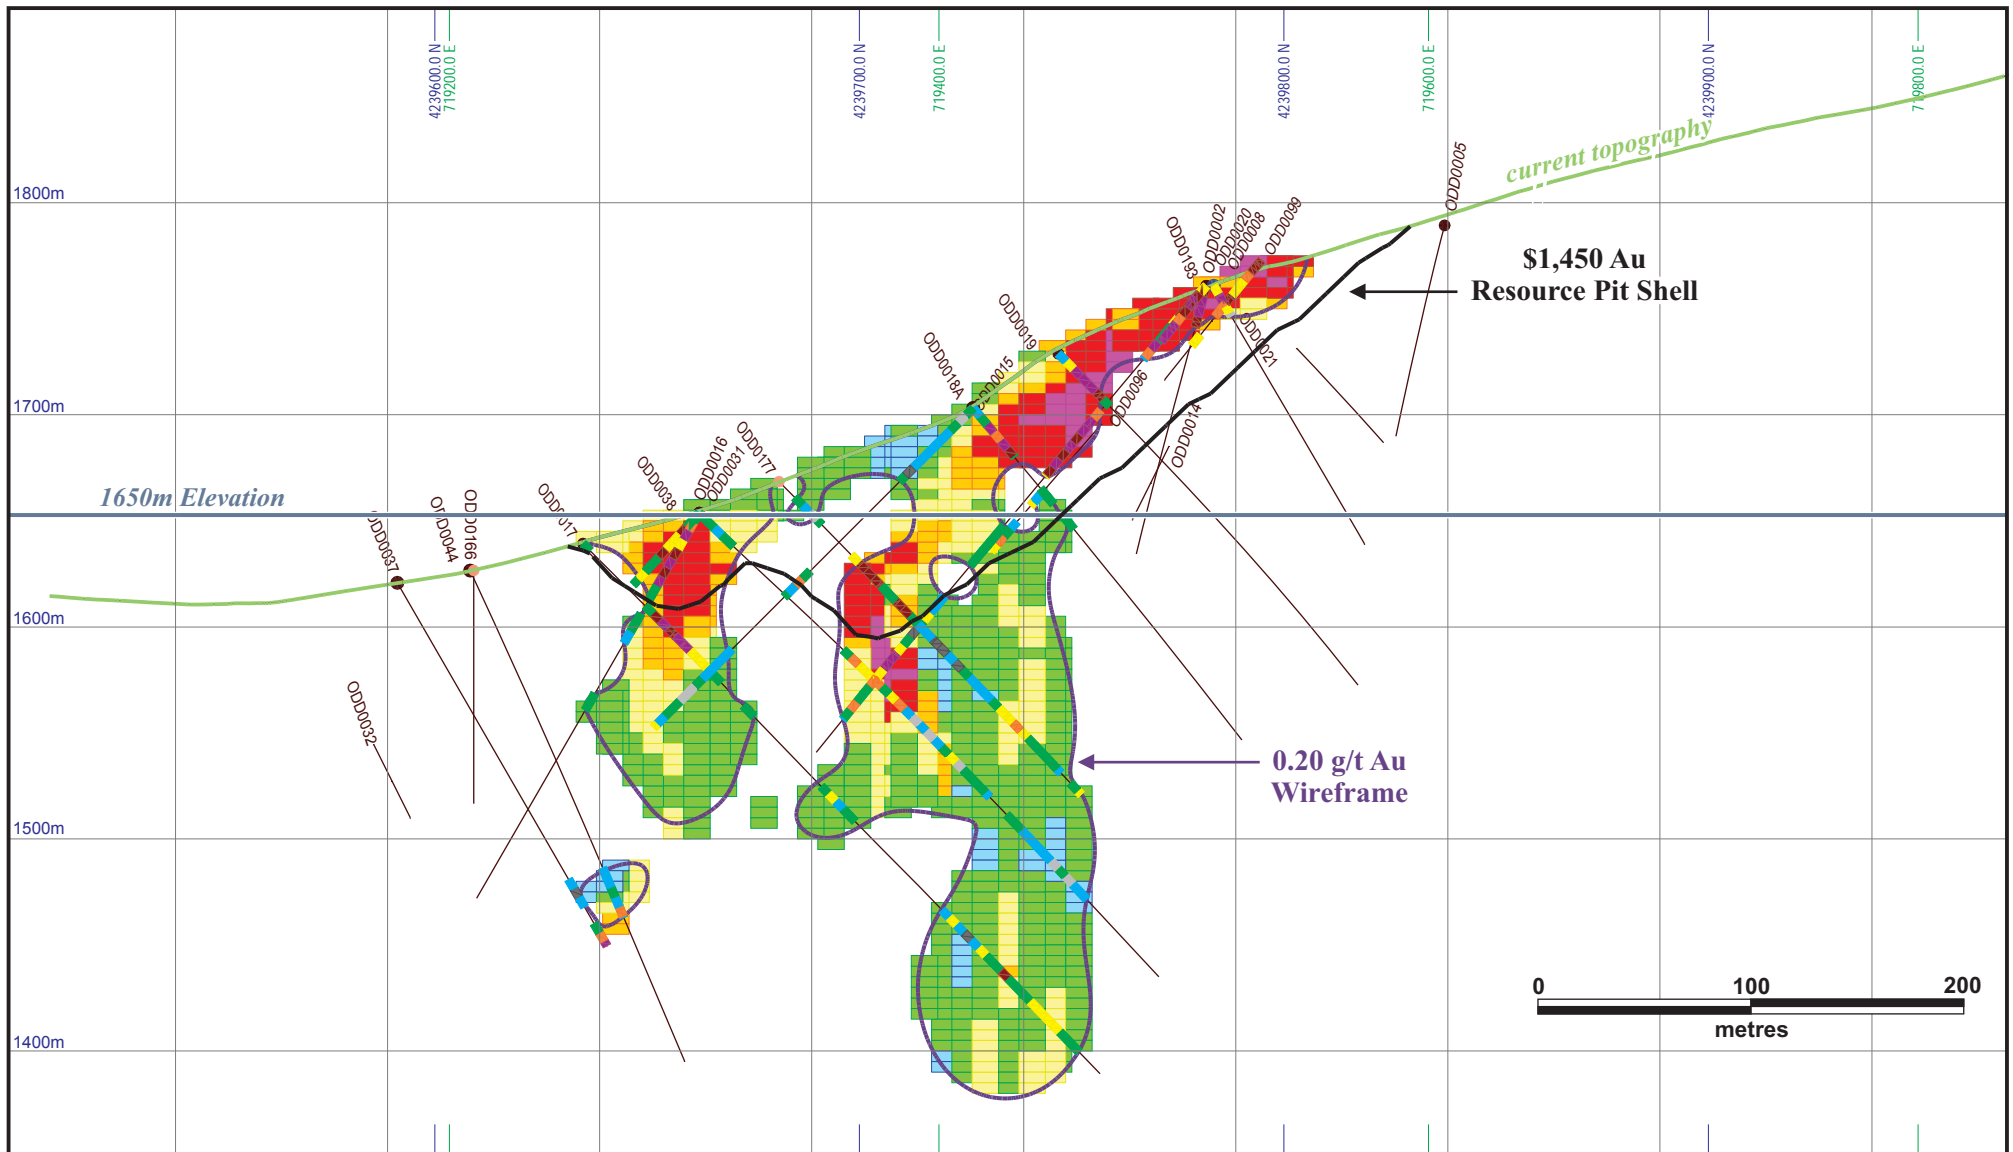 4239600.0 N
719200.0 E
4239700.0 N
719400.0 E
4239800.0 N
719600.0 E
4239900.0 N
719800.0 E
current topography
1800m
ODD0005
ODD0193
ODD0002
ODD0020
ODD0008
ODD0099
$1,450 Au
Resource Pit Shell
ODD0019
ODD0021
ODD0018A
ODD0015
ODD0096
1700m
ODD0014
ODD0177
ODD0016
ODD0031
ODD0038
1650m Elevation
ODD0017
ODD0166
ODD0044
ODD0037
1600m
ODD0032
0.20 g/t Au
Wireframe
1500m
0 100 200
metres
1400m